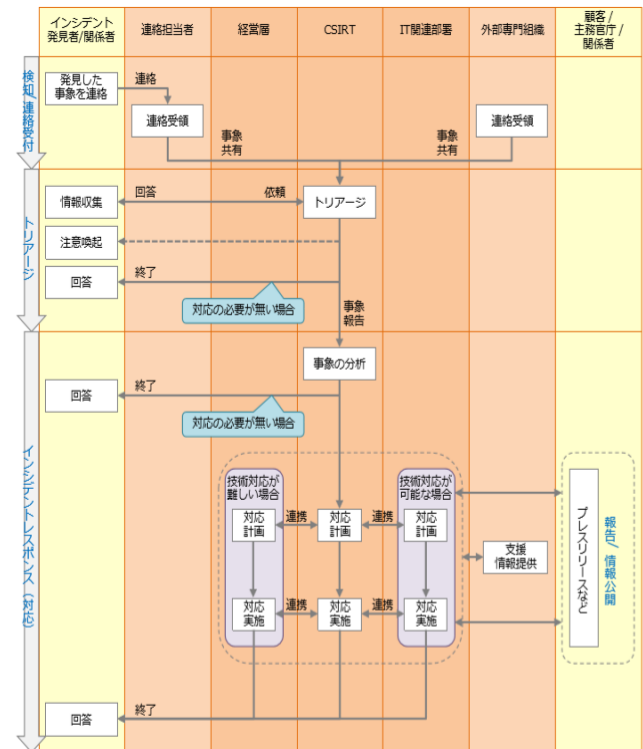 インシデント
発見者/関係者
連絡担当者
経営層
CSIRT
IT関連部署
外部専門組織
顧客/
主務官庁/
関係者
検知/連絡受付
発見した
事象を連絡
連絡
連絡受領
事象
共有
事象
共有
連絡受領
トリアージ
情報収集
回答
依頼
トリアージ
注意喚起
回答
終了
対応の必要が無い場合
事象
報告
インシデントレスポンス(対応)
事象の分析
回答
終了
対応の必要が無い場合
技術対応が
難しい場合
技術対応が
可能な場合
対応
計画
連携
対応
計画
連携
対応
計画
支援
情報提供
プレスリリースなど
報告/情報公開
対応
実施
連携
対応
実施
連携
対応
実施
回答
終了